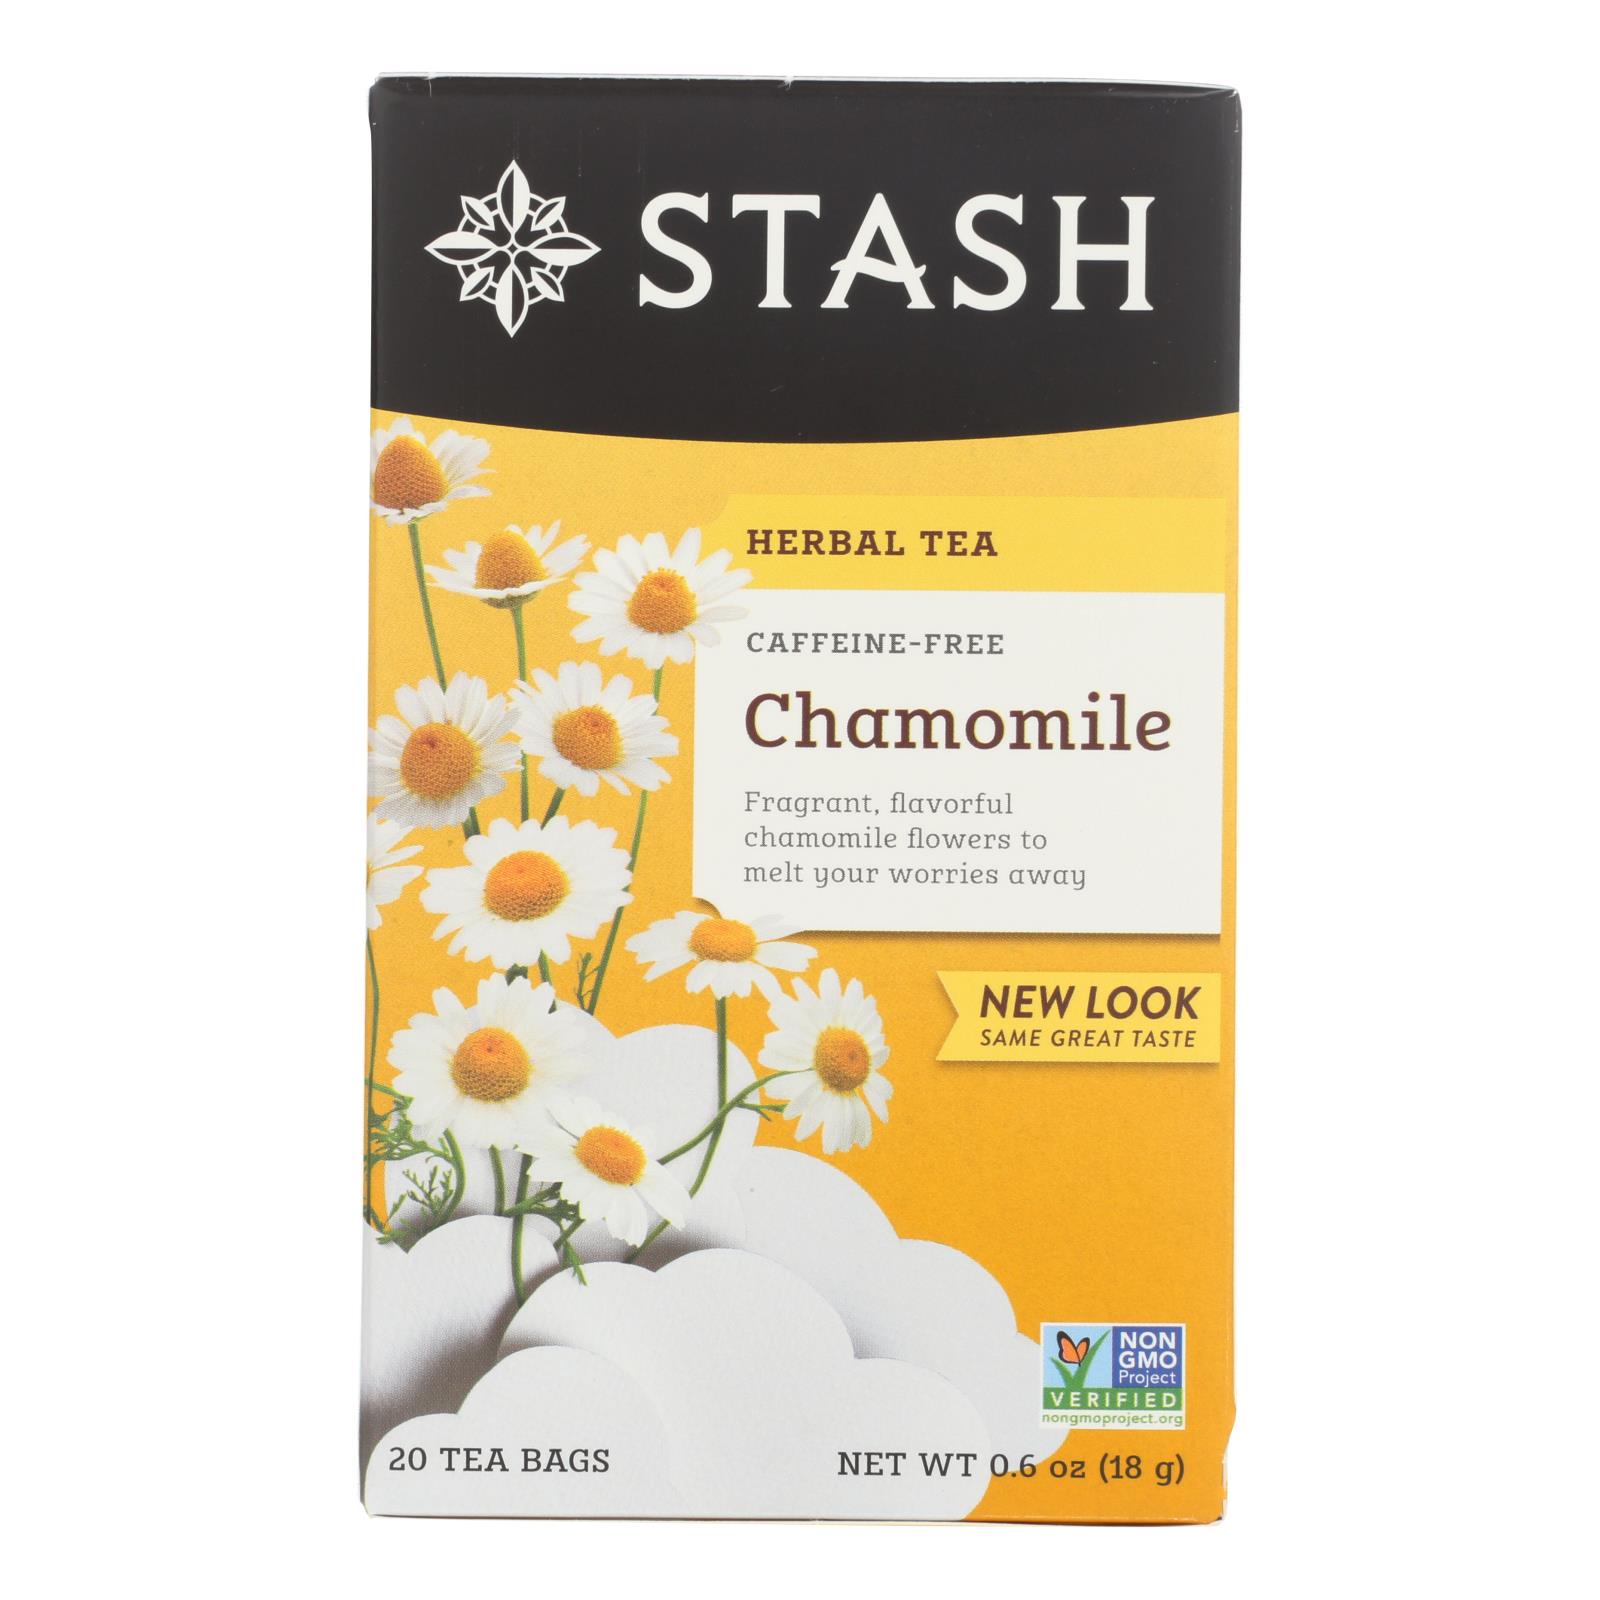 STASH
HERBAL TEA
CAFFEINE-FREE
Chamomile
Fragrant, flavorful
chamomile flowers to
melt your worries away
NEW LOOK
SAME GREAT TASTE
NON
GMO
Project
VERIFIED
nongmoproject.org
20 TEA BAGS
NET WT 0.6 oz (18 g)